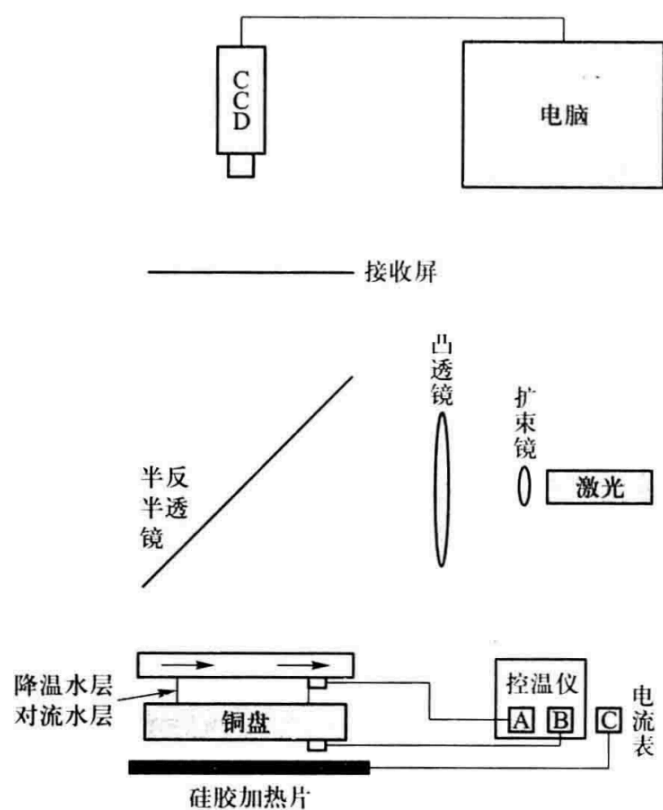 CCD
电脑
接收屏
凸透镜
扩束镜
半反
半透
镜
激光
降温水层
对流水层
铜盘
控温仪
A B C
电流表
硅胶加热片